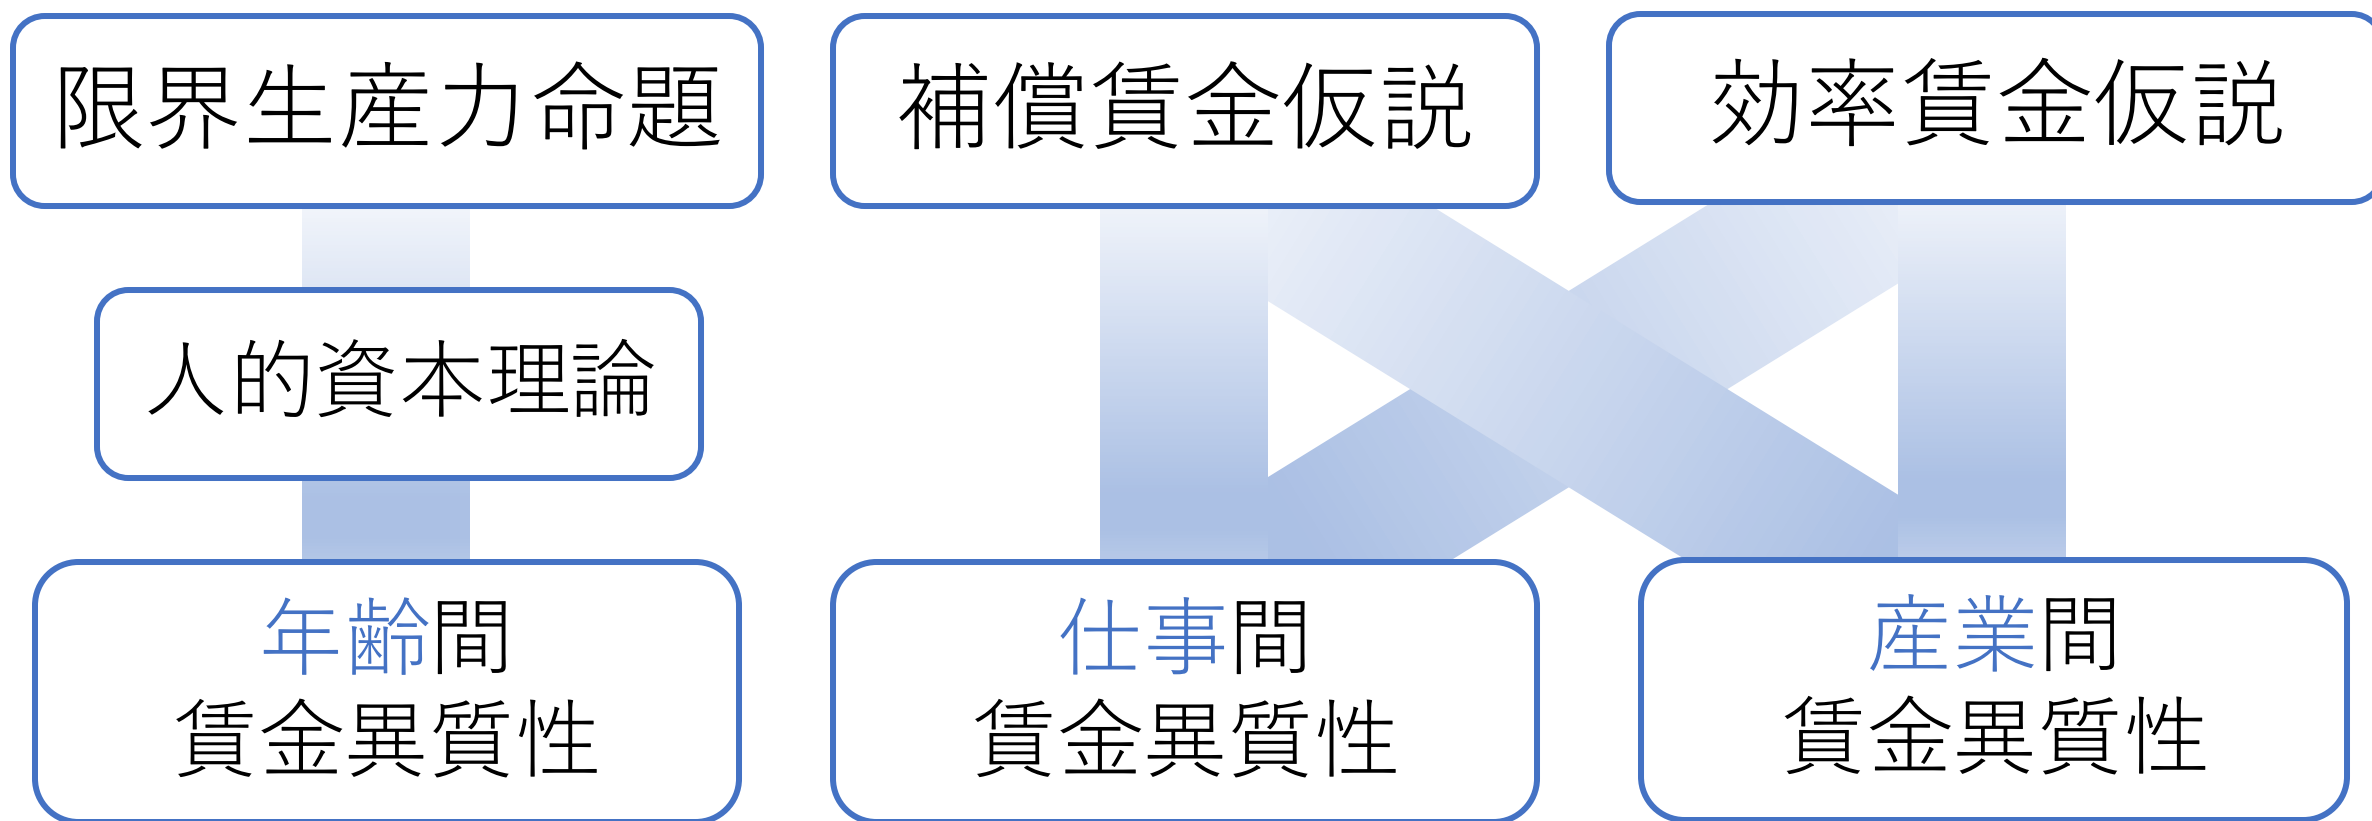 限界生産力命題
補償賃金仮説
効率賃金仮説
人的資本理論
年齢間
賃金異質性
仕事間
賃金異質性
産業間
賃金異質性